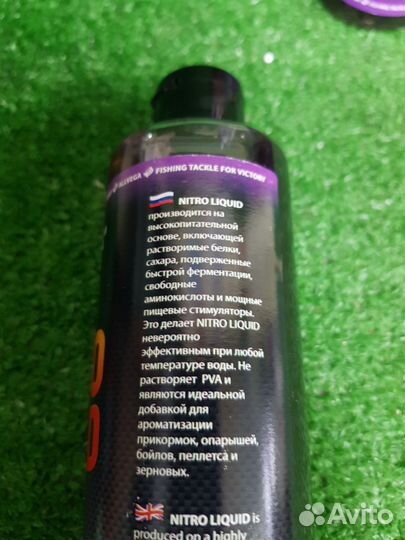 ALLVEGA FISHING TACKLE FOR VICTORY
NITRO LIQUID
производится на
высокопитательной
основе, включающей
растворимые белки,
сахара, подверженные
быстрой ферментации,
свободные
аминокислоты и мощные
пищевые стимуляторы.
Это делает NITRO LIQUID
невероятно
эффективным при любой
температуре воды. Не
растворяет PVA и
являются идеальной
добавкой для
ароматизации
прикормок, опарышей,
бойлов, пеллетса и
зерновых.
NITRO LIQUID is
produced on a highly
Avito